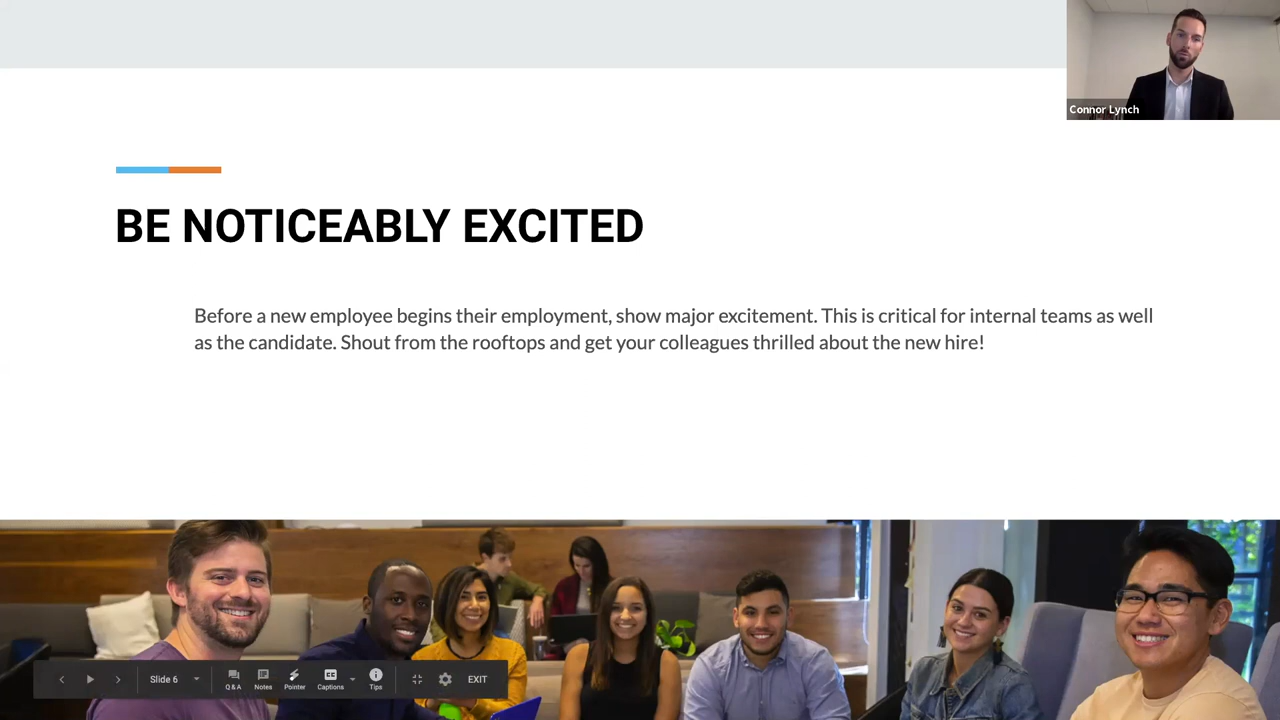 Connor Lynch
BE NOTICEABLY EXCITED
Before a new employee begins their employment, show major excitement. This is critical for internal teams as well
as the candidate. Shout from the rooftops and get your colleagues thrilled about the new hire!
Slide 6
Q&A
Notes
Pointer
Captions
Tips
EXIT